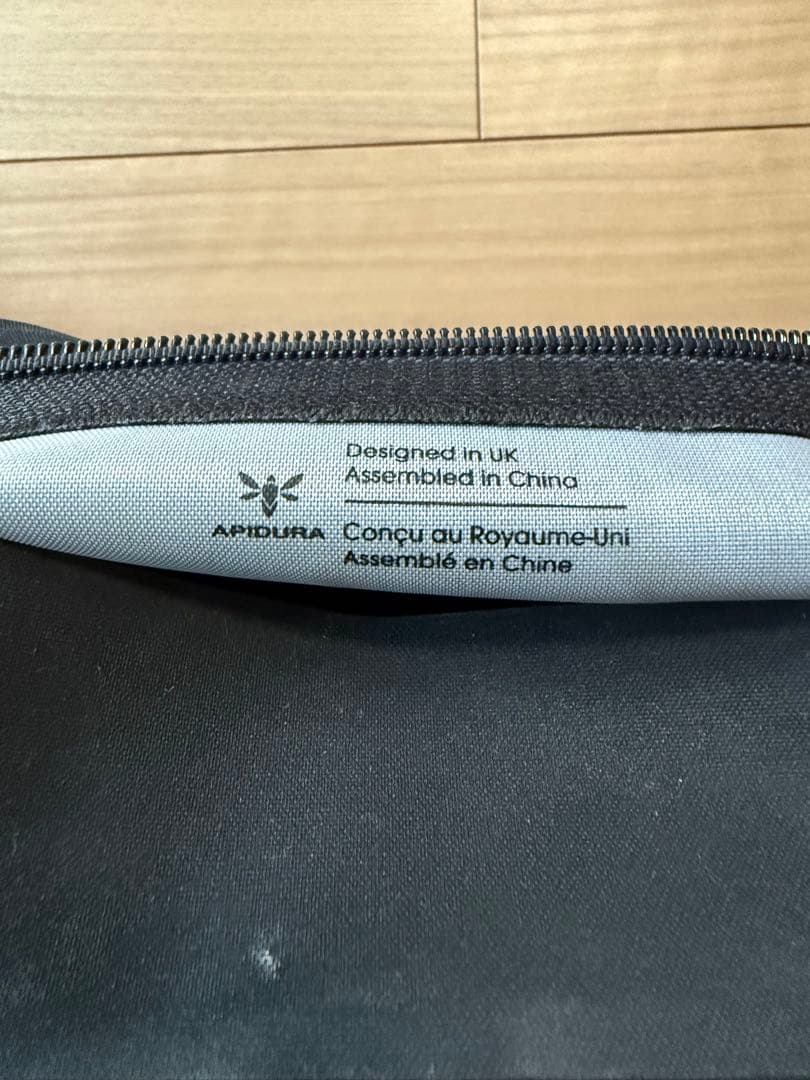 Designed in UK
Assembled in China
APIDURA
Conçu au Royaume-Uni
Assemblé en Chine